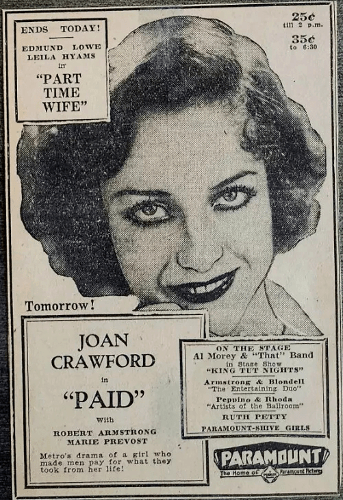 ENDS TODAY!
EDMUND LOWE
LEILA HYAMS
in
"PART
TIME
WIFE"
25¢
till 2 p.m.
35¢
to 6:30
Tomorrow!
JOAN
CRAWFORD
in
"PAID"
with
ROBERT ARMSTRONG
MARIE PREVOST
Metro's drama of a girl who
made men pay for what they
took from her life!
ON THE STAGE
Al Morey & "That" Band
in Stage Show
"KING TUT NIGHTS"
Armstrong & Blondell
"The Entertaining Duo"
Peppino & Rhoda
"Artists of the Ballroom"
RUTH PETTY
PARAMOUNT-SHIVE GIRLS
PARAMOUNT!
The Home of Paramount Pictures